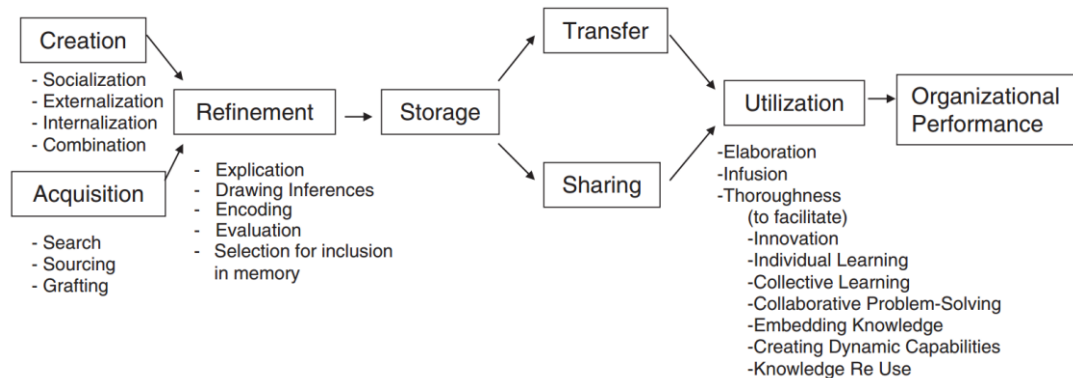 Creation
- Socialization
- Externalization
- Internalization
- Combination
Acquisition
- Search
- Sourcing
- Grafting
Refinement
- Explication
- Drawing Inferences
- Encoding
- Evaluation
- Selection for inclusion
in memory
Storage
Transfer
Sharing
Utilization
-Elaboration
-Infusion
-Thoroughness
(to facilitate)
-Innovation
-Individual Learning
-Collective Learning
-Collaborative Problem-Solving
-Embedding Knowledge
-Creating Dynamic Capabilities
-Knowledge Re Use
Organizational
Performance